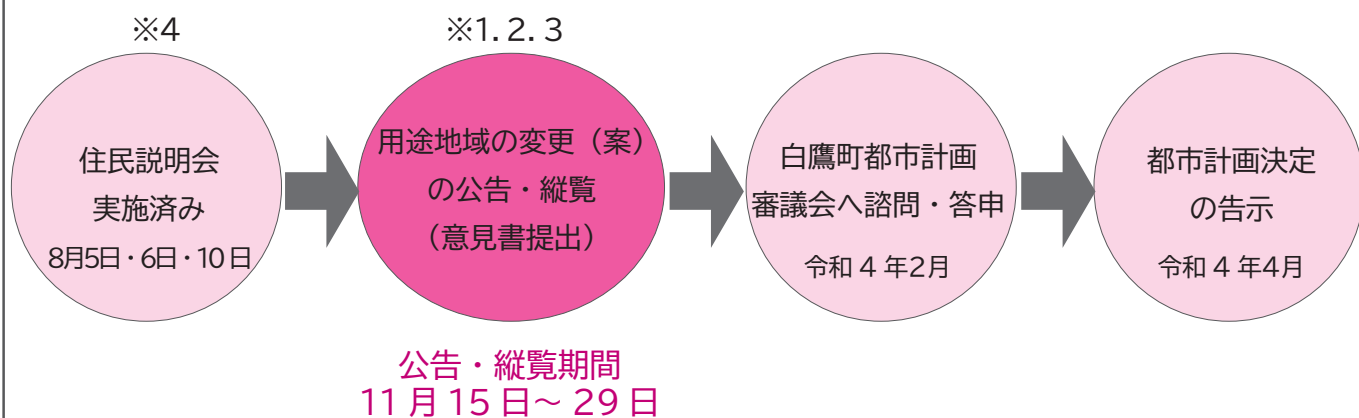 ※4
住民説明会
実施済み
8月5日・6日・10日
※1.2.3
用途地域の変更（案）
の公告・縦覧
（意見書提出）
公告・縦覧期間
11月15日～29日
白鷹町都市計画
審議会へ諮問・答申
令和4年2月
都市計画決定
の告示
令和4年4月